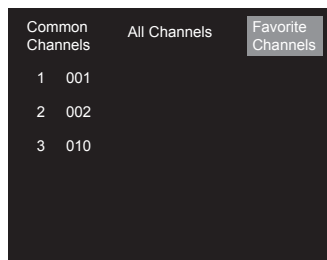 Common Channels
All Channels
Favorite Channels
1 001
2 002
3 010